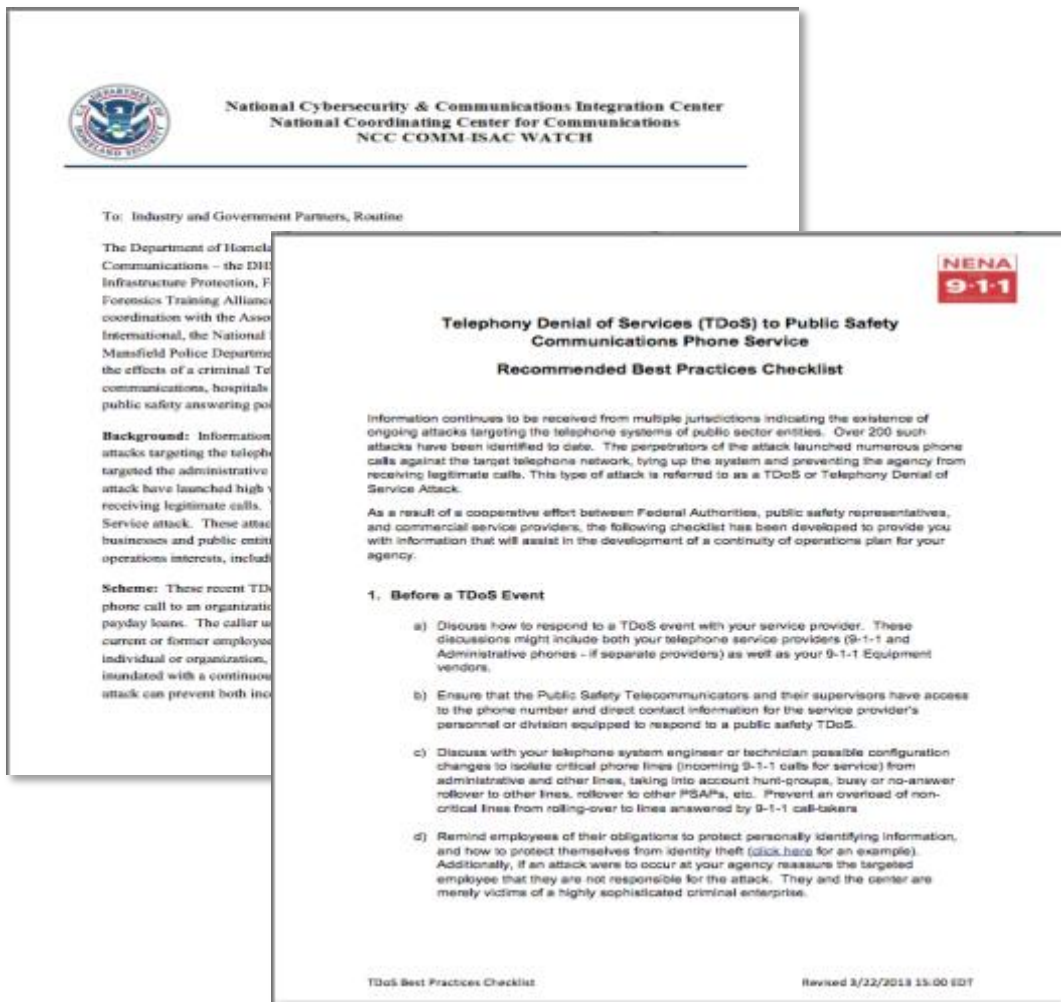 U.S. DEPARTMENT OF HOMELAND SECURITY
National Cybersecurity & Communications Integration Center
National Coordinating Center for Communications
NCC COMM-ISAC WATCH
To: Industry and Government Partners, Routine
The Department of Homela
Communications – the DHS
Infrastructure Protection, F
Forensics Training Alliance
coordination with the Asso
International, the National
Mansfield Police Departme
the effects of a criminal Te
communications, hospitals
public safety answering poi
Background: Information
attacks targeting the teleph
targeted the administrative
attack have launched high v
receiving legitimate calls.
Service attack. These attac
businesses and public entiti
operations interests, includi
Scheme: These recent TDo
phone call to an organizatio
payday loans. The caller u
current or former employee
individual or organization,
inundated with a continuou
attack can prevent both inc
NENA
9-1-1
Telephony Denial of Services (TDoS) to Public Safety
Communications Phone Service
Recommended Best Practices Checklist
Information continues to be received from multiple jurisdictions indicating the existence of
ongoing attacks targeting the telephone systems of public sector entities. Over 200 such
attacks have been identified to date. The perpetrators of the attack launched numerous phone
calls against the target telephone network, tying up the system and preventing the agency from
receiving legitimate calls. This type of attack is referred to as a TDoS or Telephony Denial of
Service Attack.
As a result of a cooperative effort between Federal Authorities, public safety representatives,
and commercial service providers, the following checklist has been developed to provide you
with information that will assist in the development of a continuity of operations plan for your
agency.
1. Before a TDoS Event
a) Discuss how to respond to a TDoS event with your service provider. These
discussions might include both your telephone service providers (9-1-1 and
Administrative phones - if separate providers) as well as your 9-1-1 Equipment
vendors.
b) Ensure that the Public Safety Telecommunicators and their supervisors have access
to the phone number and direct contact information for the service provider's
personnel or division equipped to respond to a public safety TDoS.
c) Discuss with your telephone system engineer or technician possible configuration
changes to isolate critical phone lines (incoming 9-1-1 calls for service) from
administrative and other lines, taking into account hunt-groups, busy or no-answer
rollover to other lines, rollover to other PSAPs, etc. Prevent an overload of non-
critical lines from rolling-over to lines answered by 9-1-1 call-takers
d) Remind employees of their obligations to protect personally identifying information,
and how to protect themselves from identity theft (click here for an example).
Additionally, if an attack were to occur at your agency reassure the targeted
employee that they are not responsible for the attack. They and the center are
merely victims of a highly sophisticated criminal enterprise.
TDoS Best Practices Checklist
Revised 3/22/2013 15:00 EDT